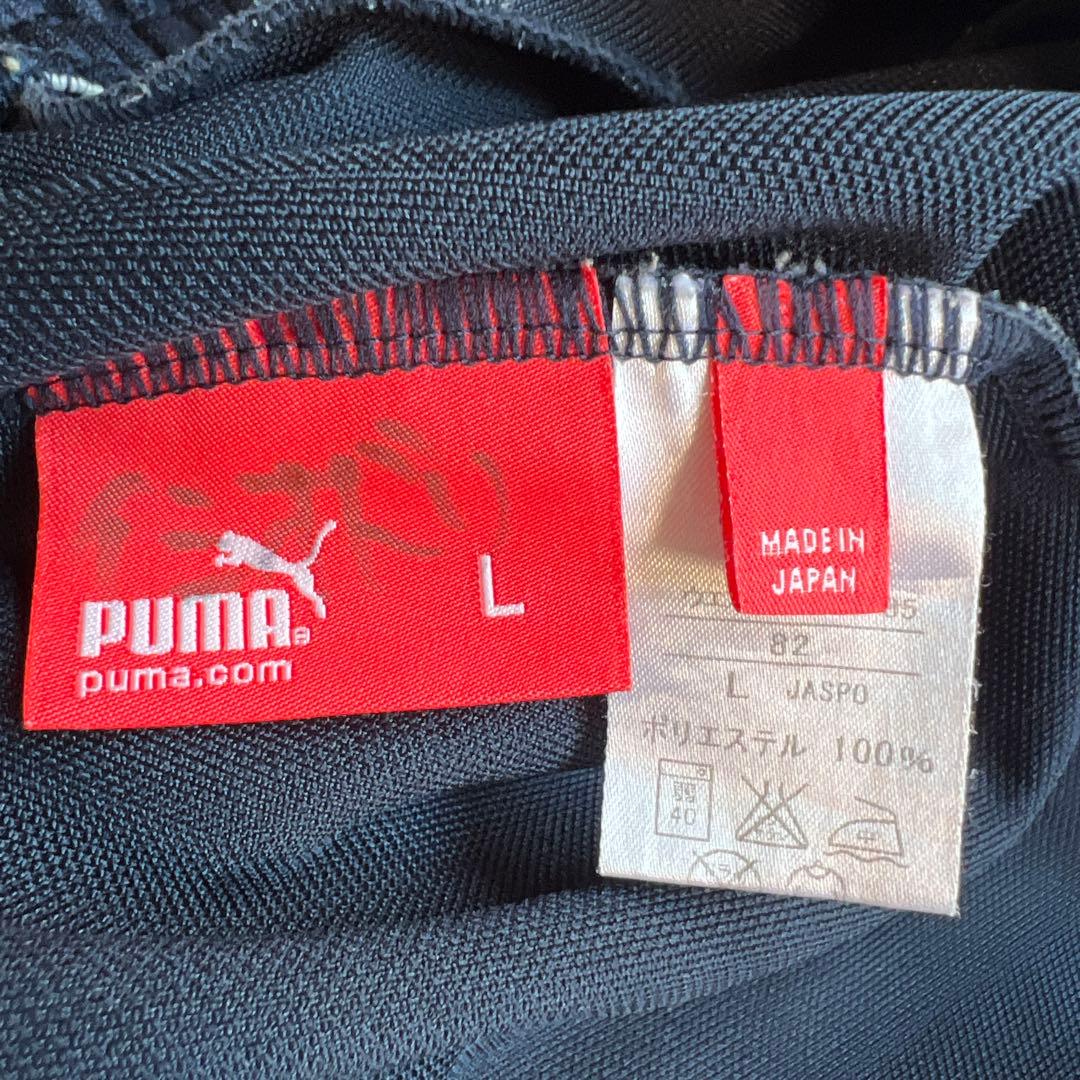 PUMA®
puma.com
L
MADE IN
JAPAN
82
L JASPO
ポリエステル 100%
40